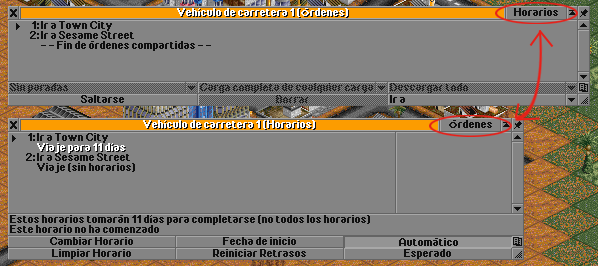 Vehículo de carretera 1 (Órdenes) Horarios
1: Ir a Town City
2: Ir a Sesame Street
- - Fin de órdenes compartidas - -
Sin paradas Carga completa de cualquier cargo Descargar todo
Saltarse Borrar Ir a
Vehículo de carretera 1 (Horarios) Órdenes
1: Ir a Town City
Viaje para 11 días
2: Ir a Sesame Street
Viaje (sin horarios)
Estos horarios tomarán 11 días para completarse (no todos los horarios)
Este horario no ha comenzado
Cambiar Horario Fecha de inicio Automático
Limpiar Horario Reiniciar Retrasos Esperado